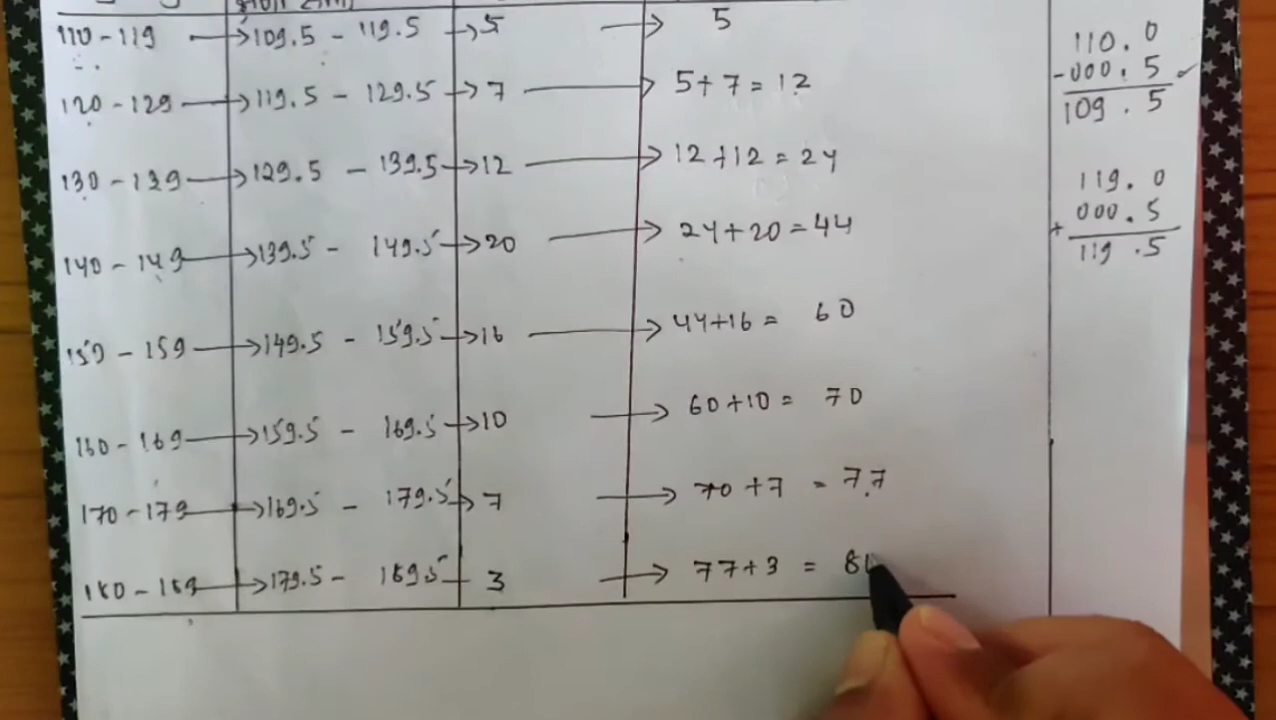 110-119 109.5 - 119.5 5 5
120-129 119.5 - 129.5 7 5+7=12
130-139 129.5 - 139.5 12 12+12=24
140-149 139.5 - 149.5 20 24+20=44
150-159 149.5 - 159.5 16 44+16= 60
160-169 159.5 - 169.5 10 60+10= 70
170-179 169.5 - 179.5 7 70+7 = 77
180-189 179.5 - 189.5 3 77+3 = 80
110.0
-000.5
109.5
119.0
+000.5
119.5